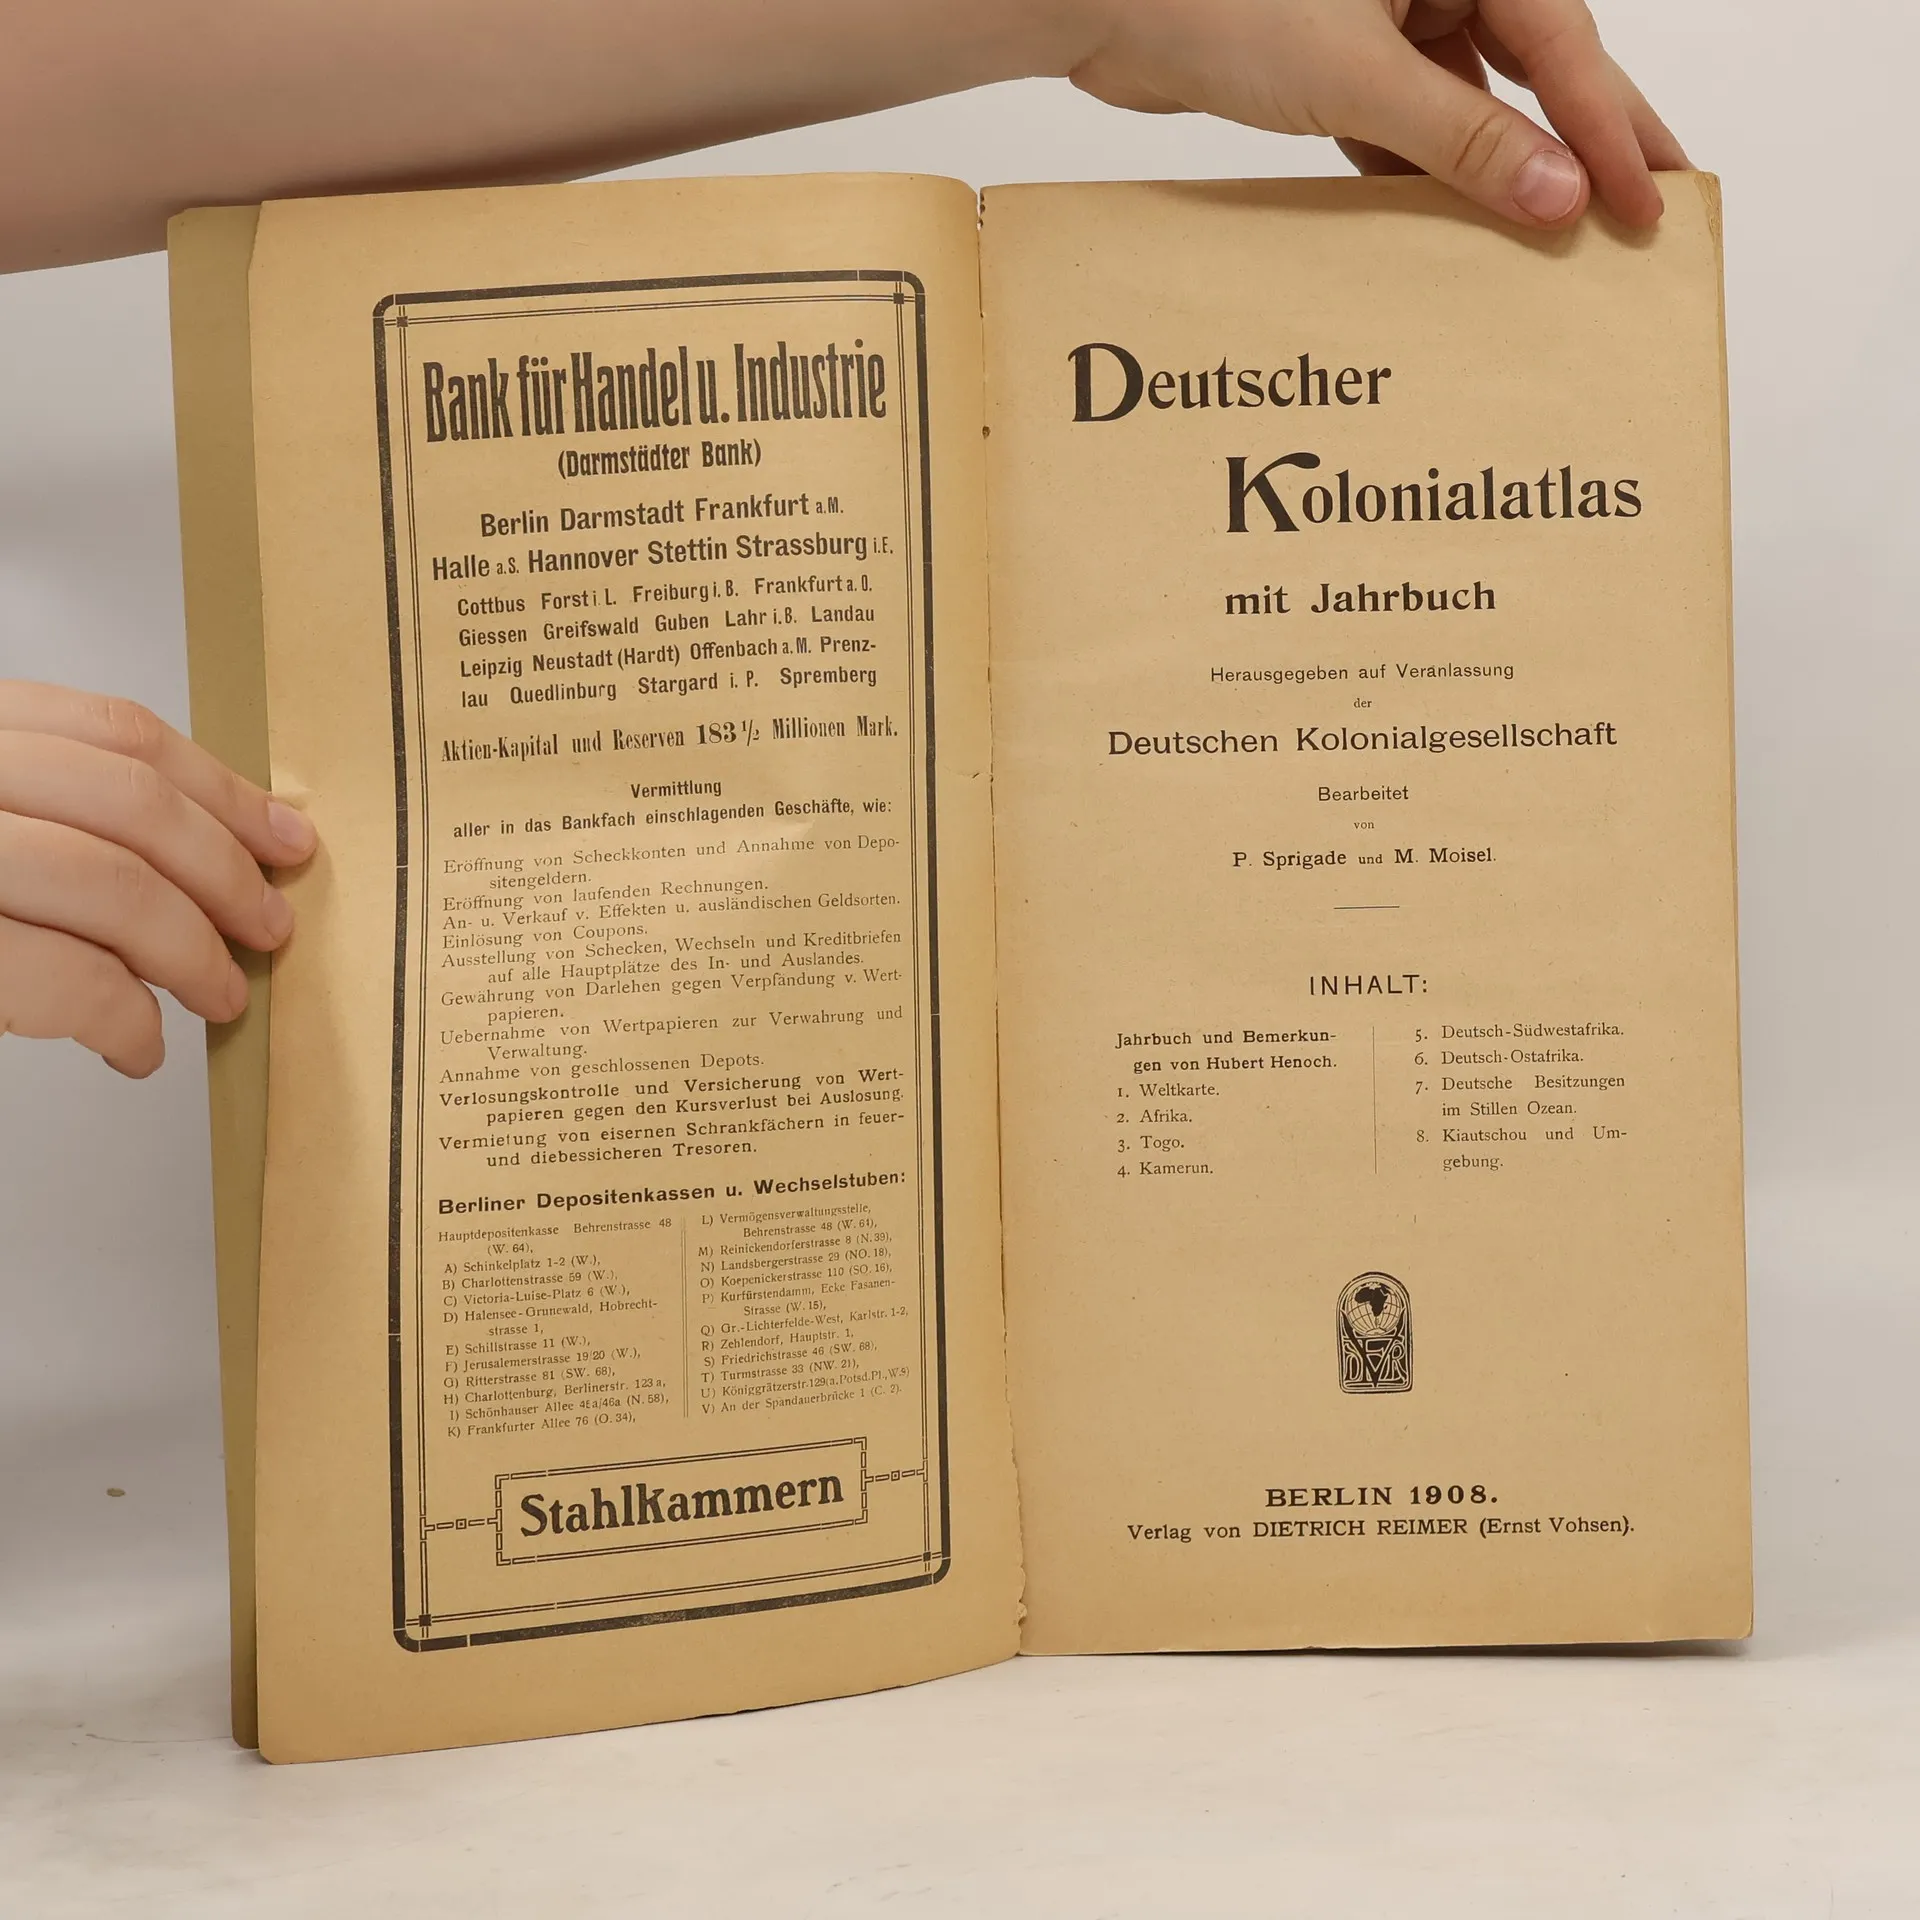 Bank für Handel u. Industrie
(Darmstädter Bank)
Berlin Darmstadt Frankfurt a.M.
Halle a.S. Hannover Stettin Strassburg i.E.
Cottbus Forst i. L. Freiburg i. B. Frankfurt a. O.
Giessen Greifswald Guben Lahr i. B. Landau
Leipzig Neustadt (Hardt) Offenbach a. M. Prenz-
lau Quedlinburg Stargard i. P. Spremberg
Aktien-Kapital und Reserven 183 1/2 Millionen Mark.
Vermittlung
aller in das Bankfach einschlagenden Geschäfte, wie:
Eröffnung von Scheckkonten und Annahme von Depo-
sitengeldern.
Eröffnung von laufenden Rechnungen.
An- u. Verkauf v. Effekten u. ausländischen Geldsorten.
Einlösung von Coupons.
Ausstellung von Schecken, Wechseln und Kreditbriefen
auf alle Hauptplätze des In- und Auslandes.
Gewährung von Darlehen gegen Verpfändung v. Wert-
papieren.
Uebernahme von Wertpapieren zur Verwahrung und
Verwaltung.
Annahme von geschlossenen Depots.
Verlosungskontrolle und Versicherung von Wert-
papieren gegen den Kursverlust bei Auslosung.
Vermietung von eisernen Schrankfächern in feuer-
und diebessicheren Tresoren.
Berliner Depositenkassen u. Wechselstuben:
Hauptdepositenkasse Behrenstrasse 48
(W. 64),
A) Schinkelplatz 1-2 (W.),
B) Charlottenstrasse 59 (W.),
C) Victoria-Luise-Platz 6 (W.),
D) Halensee-Grunewald, Hobrecht-
strasse 1,
E) Schillstrasse 11 (W.),
F) Jerusalemerstrasse 19/20 (W.),
G) Ritterstrasse 81 (SW. 68),
H) Charlottenburg, Berlinerstr. 123 a,
I) Schönhauser Allee (N. 58),
K) Frankfurter Allee 76 (O. 34),
L) Vermögensverwaltungsstelle,
Behrenstrasse 48 (W. 61),
M) Reinickendorferstrasse 8 (N. 39),
N) Landsbergerstrasse 29 (NO. 18),
O) Koepenickerstrasse 110 (SO. 16),
P) Kurfürstendamm, Ecke Fasanen-
Strasse (W. 15),
Q) Gr.-Lichterfelde-West, Karlstr. 1-2,
R) Zehlendorf, Hauptstr. 1,
S) Friedrichstrasse 46 (SW. 68),
T) Turmstrasse 33 (NW. 21),
U) Königgrätzerstr. 129 (a. Potsd. Pl., W. 9)
V) An der Spandauerbrücke 1 (C. 2).
Stahlkammern
Deutscher
Kolonialatlas
mit Jahrbuch
Herausgegeben auf Veranlassung
der
Deutschen Kolonialgesellschaft
Bearbeitet
von
P. Sprigade und M. Moisel.
INHALT:
Jahrbuch und Bemerkun-
gen von Hubert Henoch.
1. Weltkarte.
2. Afrika.
3. Togo.
4. Kamerun.
5. Deutsch-Südwestafrika.
6. Deutsch-Ostafrika.
7. Deutsche Besitzungen
im Stillen Ozean.
8. Kiautschou und Um-
gebung.
BERLIN 1908.
Verlag von DIETRICH REIMER (Ernst Vohsen).